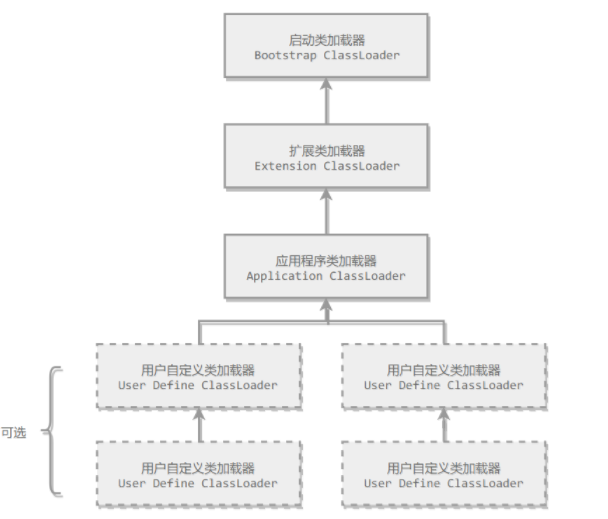 启动类加载器
Bootstrap ClassLoader
扩展类加载器
Extension ClassLoader
应用程序类加载器
Application ClassLoader
用户自定义类加载器
User Define ClassLoader
用户自定义类加载器
User Define ClassLoader
可选
用户自定义类加载器
User Define ClassLoader
用户自定义类加载器
User Define ClassLoader